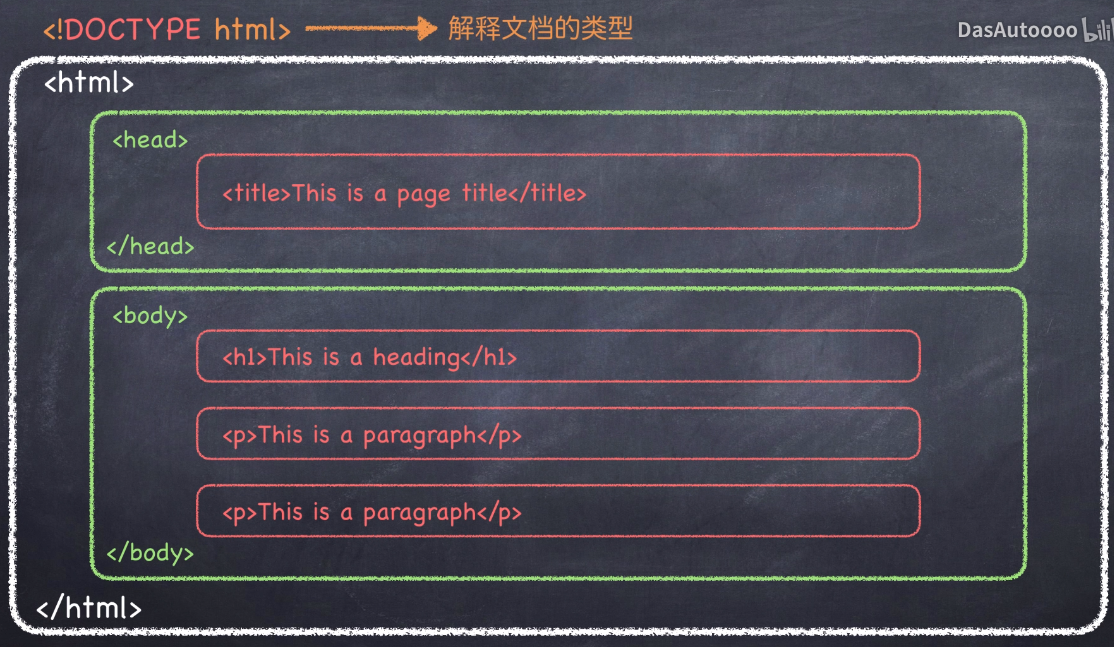 <!DOCTYPE html> 解释文档的类型
DasAutoooo bili
<html>
<head>
<title>This is a page title</title>
</head>
<body>
<h1>This is a heading</h1>
<p>This is a paragraph</p>
<p>This is a paragraph</p>
</body>
</html>